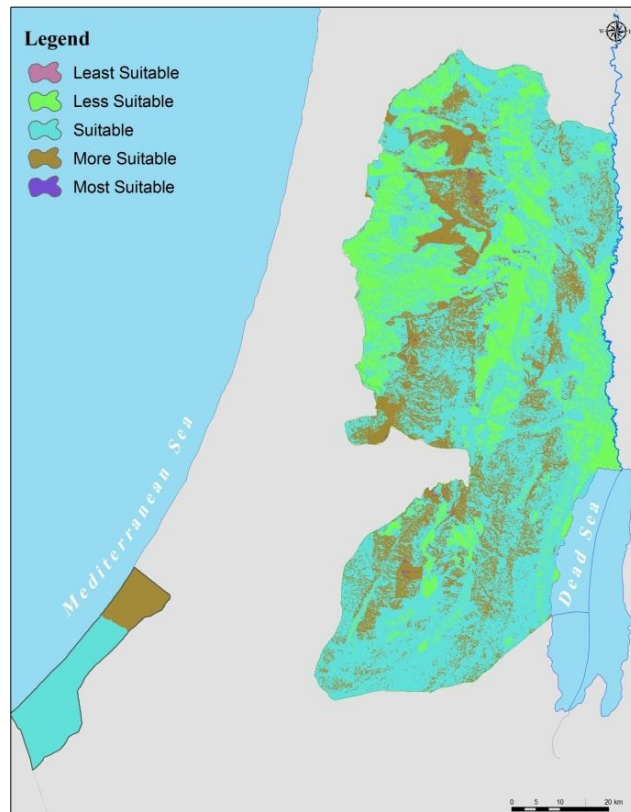 Legend
Least Suitable
Less Suitable
Suitable
More Suitable
Most Suitable
Mediterranean Sea
Dead Sea
0 5 10 20 km